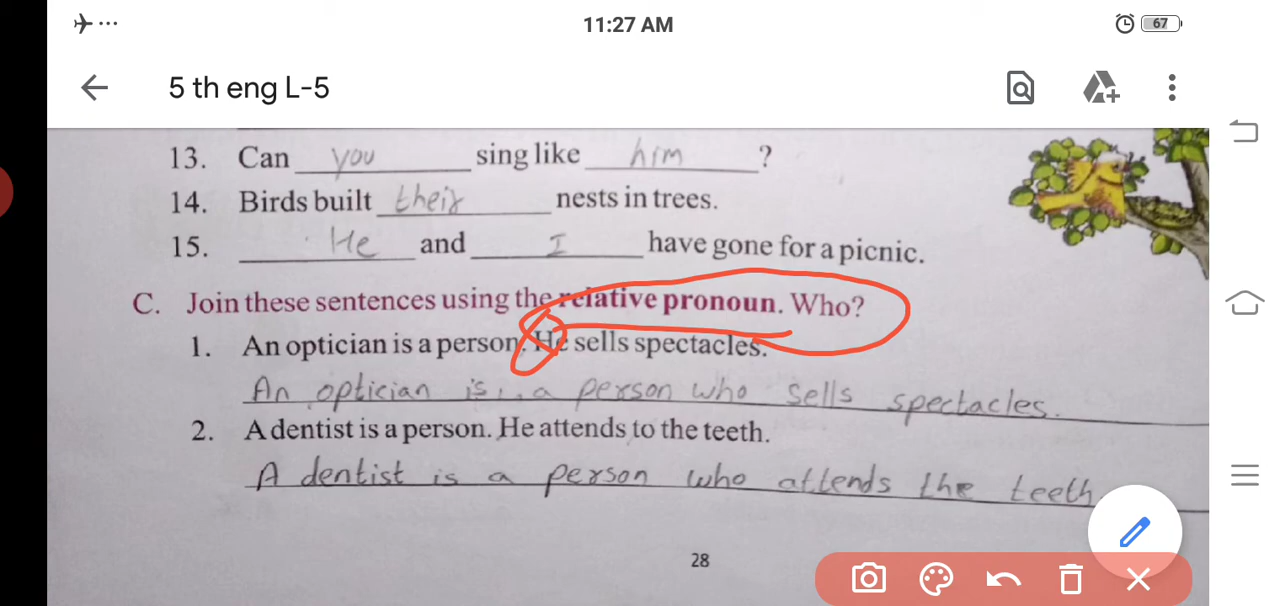 11:27 AM
67
5 th eng L-5
13. Can you sing like him ?
14. Birds built their nests in trees.
15. He and I have gone for a picnic.
C. Join these sentences using the relative pronoun. Who?
1. An optician is a person. He sells spectacles.
An optician is a person who sells spectacles.
2. A dentist is a person. He attends to the teeth.
A dentist is a person who attends the teeth
28